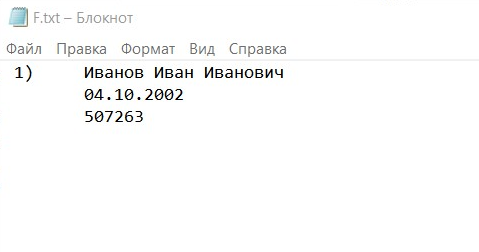 F.txt – Блокнот
Файл Правка Формат Вид Справка
1) Иванов Иван Иванович
04.10.2002
507263